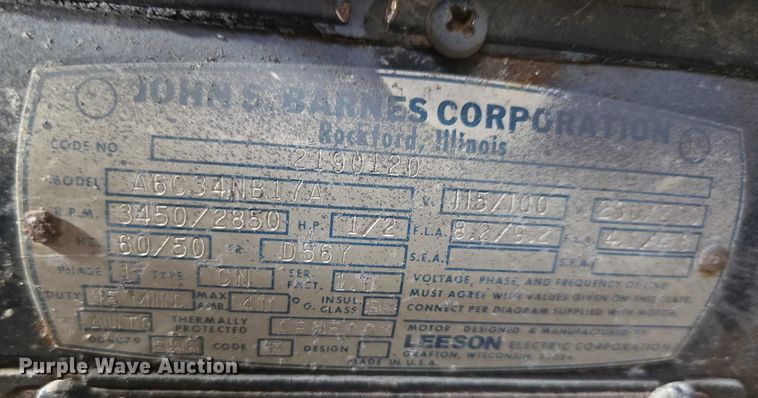 JOHN S. BARNES CORPORATION
Rockford, Illinois
CODE NO 2190120
MODEL A6C34NB17A V. 115/100
R.P.M. 3450/2850 H.P. 1/2 F.L.A. 8.2/9.2
60/50 FR. D56Y S.F.A. S.F.A.
PHASE 1 TYPE CN SER. FACT. 1.0 VOLTAGE, PHASE, AND FREQUENCY OF LINE
DUTY 15 MIN. MAX AMB. 40 °C. INSUL CLASS B MUST AGREE WITH VALUES GIVEN ON THIS PLATE.
CONNECT PER DIAGRAM SUPPLIED WITH MOTOR.
AUTO THERMALLY PROTECTED MOTOR DESIGNED & MANUFACTURED BY
CODE DESIGN LEESON ELECTRIC CORPORATION
GRAFTON, WISCONSIN, 53024
MADE IN U.S.A.
Purple Wave Auction